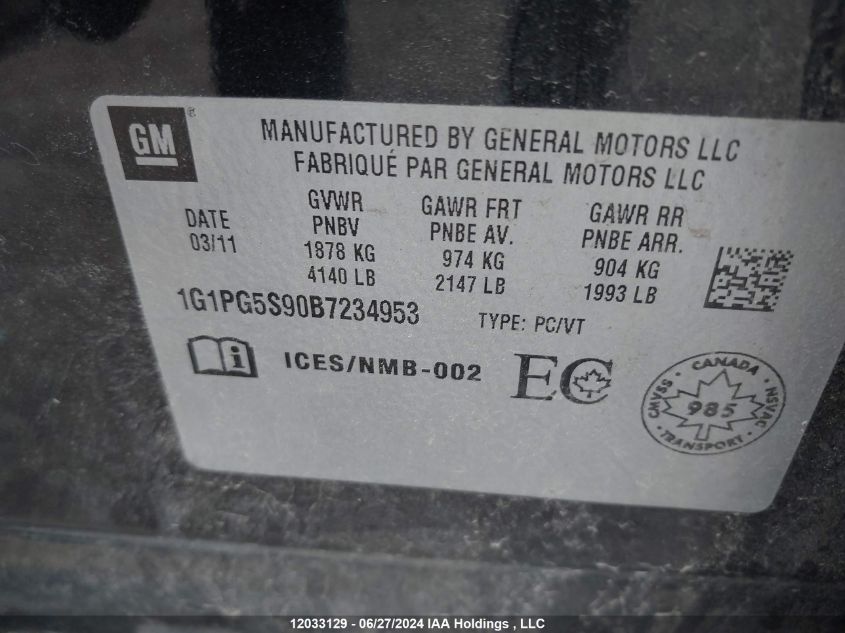 GM ®
MANUFACTURED BY GENERAL MOTORS LLC
FABRIQUÉ PAR GENERAL MOTORS LLC
DATE GVWR GAWR FRT GAWR RR
03/11 PNBV PNBE AV. PNBE ARR.
1878 KG 974 KG 904 KG
4140 LB 2147 LB 1993 LB
1G1PG5S90B7234953 TYPE: PC/VT
i ICES/NMB-002 EC
CANADA
CMVSS 985 NSVAC
TRANSPORT
12033129 - 06/27/2024 IAA Holdings , LLC